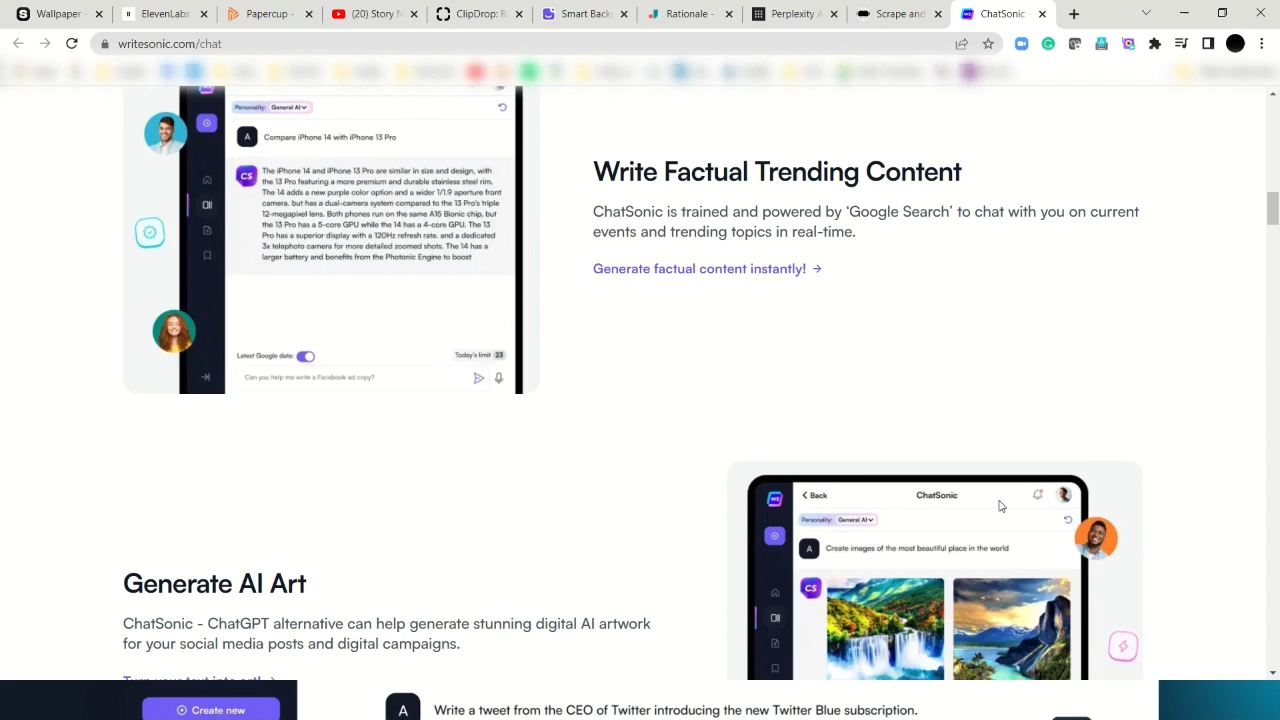 Wallpaper -
ElevenLabs
Papercup -
(20) Story N
ClipDrop: R
Smart Back
Rationale -
Perplexity A
Scrape and
ChatSonic -
writesonic.com/chat
Personality: General AI
A Compare iPhone 14 with iPhone 13 Pro
CS The iPhone 14 and iPhone 13 Pro are similar in size and design, with
the 13 Pro featuring a more premium and durable stainless steel rim.
The 14 adds a new purple color option and a wider 1/1.9 aperture front
camera, but has a dual-camera system compared to the 13 Pro's triple
12-megapixel lens. Both phones run on the same A15 Bionic chip, but
the 13 Pro has a 5-core GPU while the 14 has a 4-core GPU. The 13
Pro has a superior display with a 120Hz refresh rate, and a dedicated
3x telephoto camera for more detailed zoomed shots. The 14 has a
larger battery and benefits from the Photonic Engine to boost
Latest Google date:
Today's limit 23
Can you help me write a Facebook ad copy?
Write Factual Trending Content
ChatSonic is trained and powered by ‘Google Search’ to chat with you on current
events and trending topics in real-time.
Generate factual content instantly! →
Generate AI Art
ChatSonic - ChatGPT alternative can help generate stunning digital AI artwork
for your social media posts and digital campaigns.
Turn your text into art! →
WS
Back
ChatSonic
Personality: General AI
A Create images of the most beautiful place in the world
CS
Create new
A Write a tweet from the CEO of Twitter introducing the new Twitter Blue subscription.